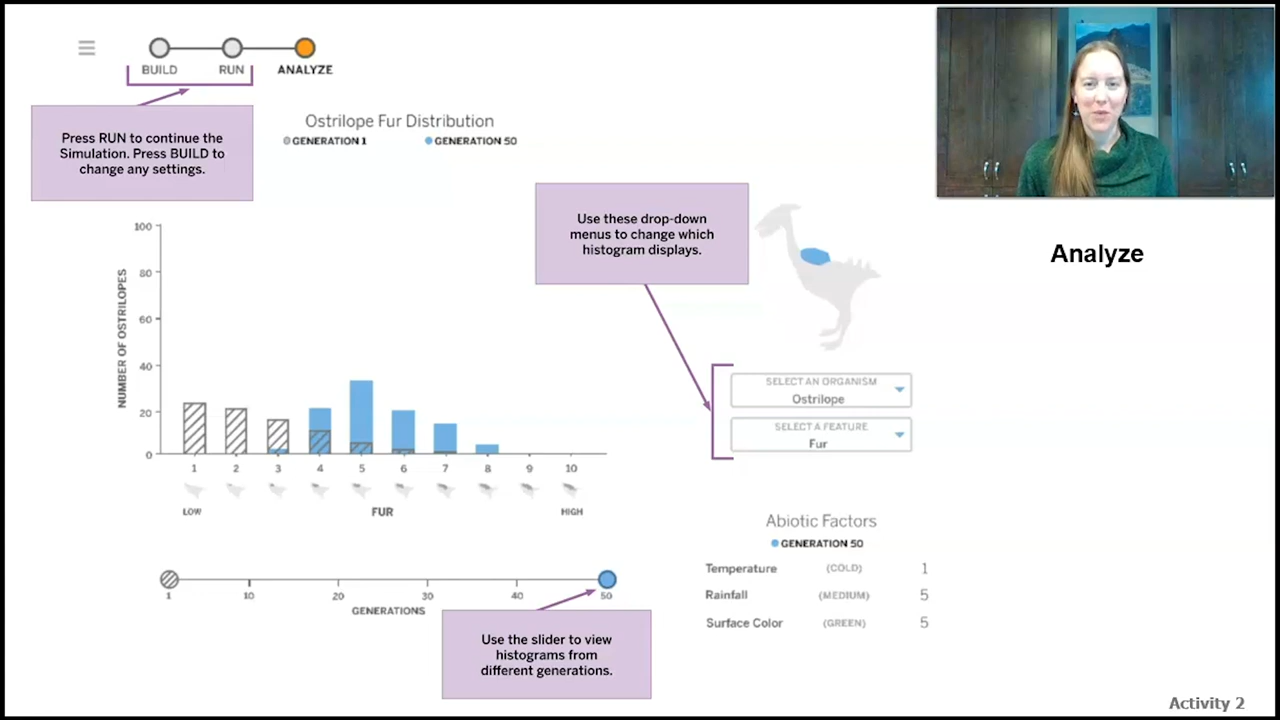 BUILD
RUN
ANALYZE
Press RUN to continue the
Simulation. Press BUILD to
change any settings.
Ostrilope Fur Distribution
GENERATION 1
GENERATION 50
Use these drop-down
menus to change which
histogram displays.
Analyze
NUMBER OF OSTRILOPES
100
80
60
40
20
0
1 2 3 4 5 6 7 8 9 10
LOW
FUR
HIGH
SELECT AN ORGANISM
Ostrilope
SELECT A FEATURE
Fur
Abiotic Factors
GENERATION 50
Temperature (COLD) 1
Rainfall (MEDIUM) 5
Surface Color (GREEN) 5
1 10 20 30 40 50
GENERATIONS
Use the slider to view
histograms from
different generations.
Activity 2